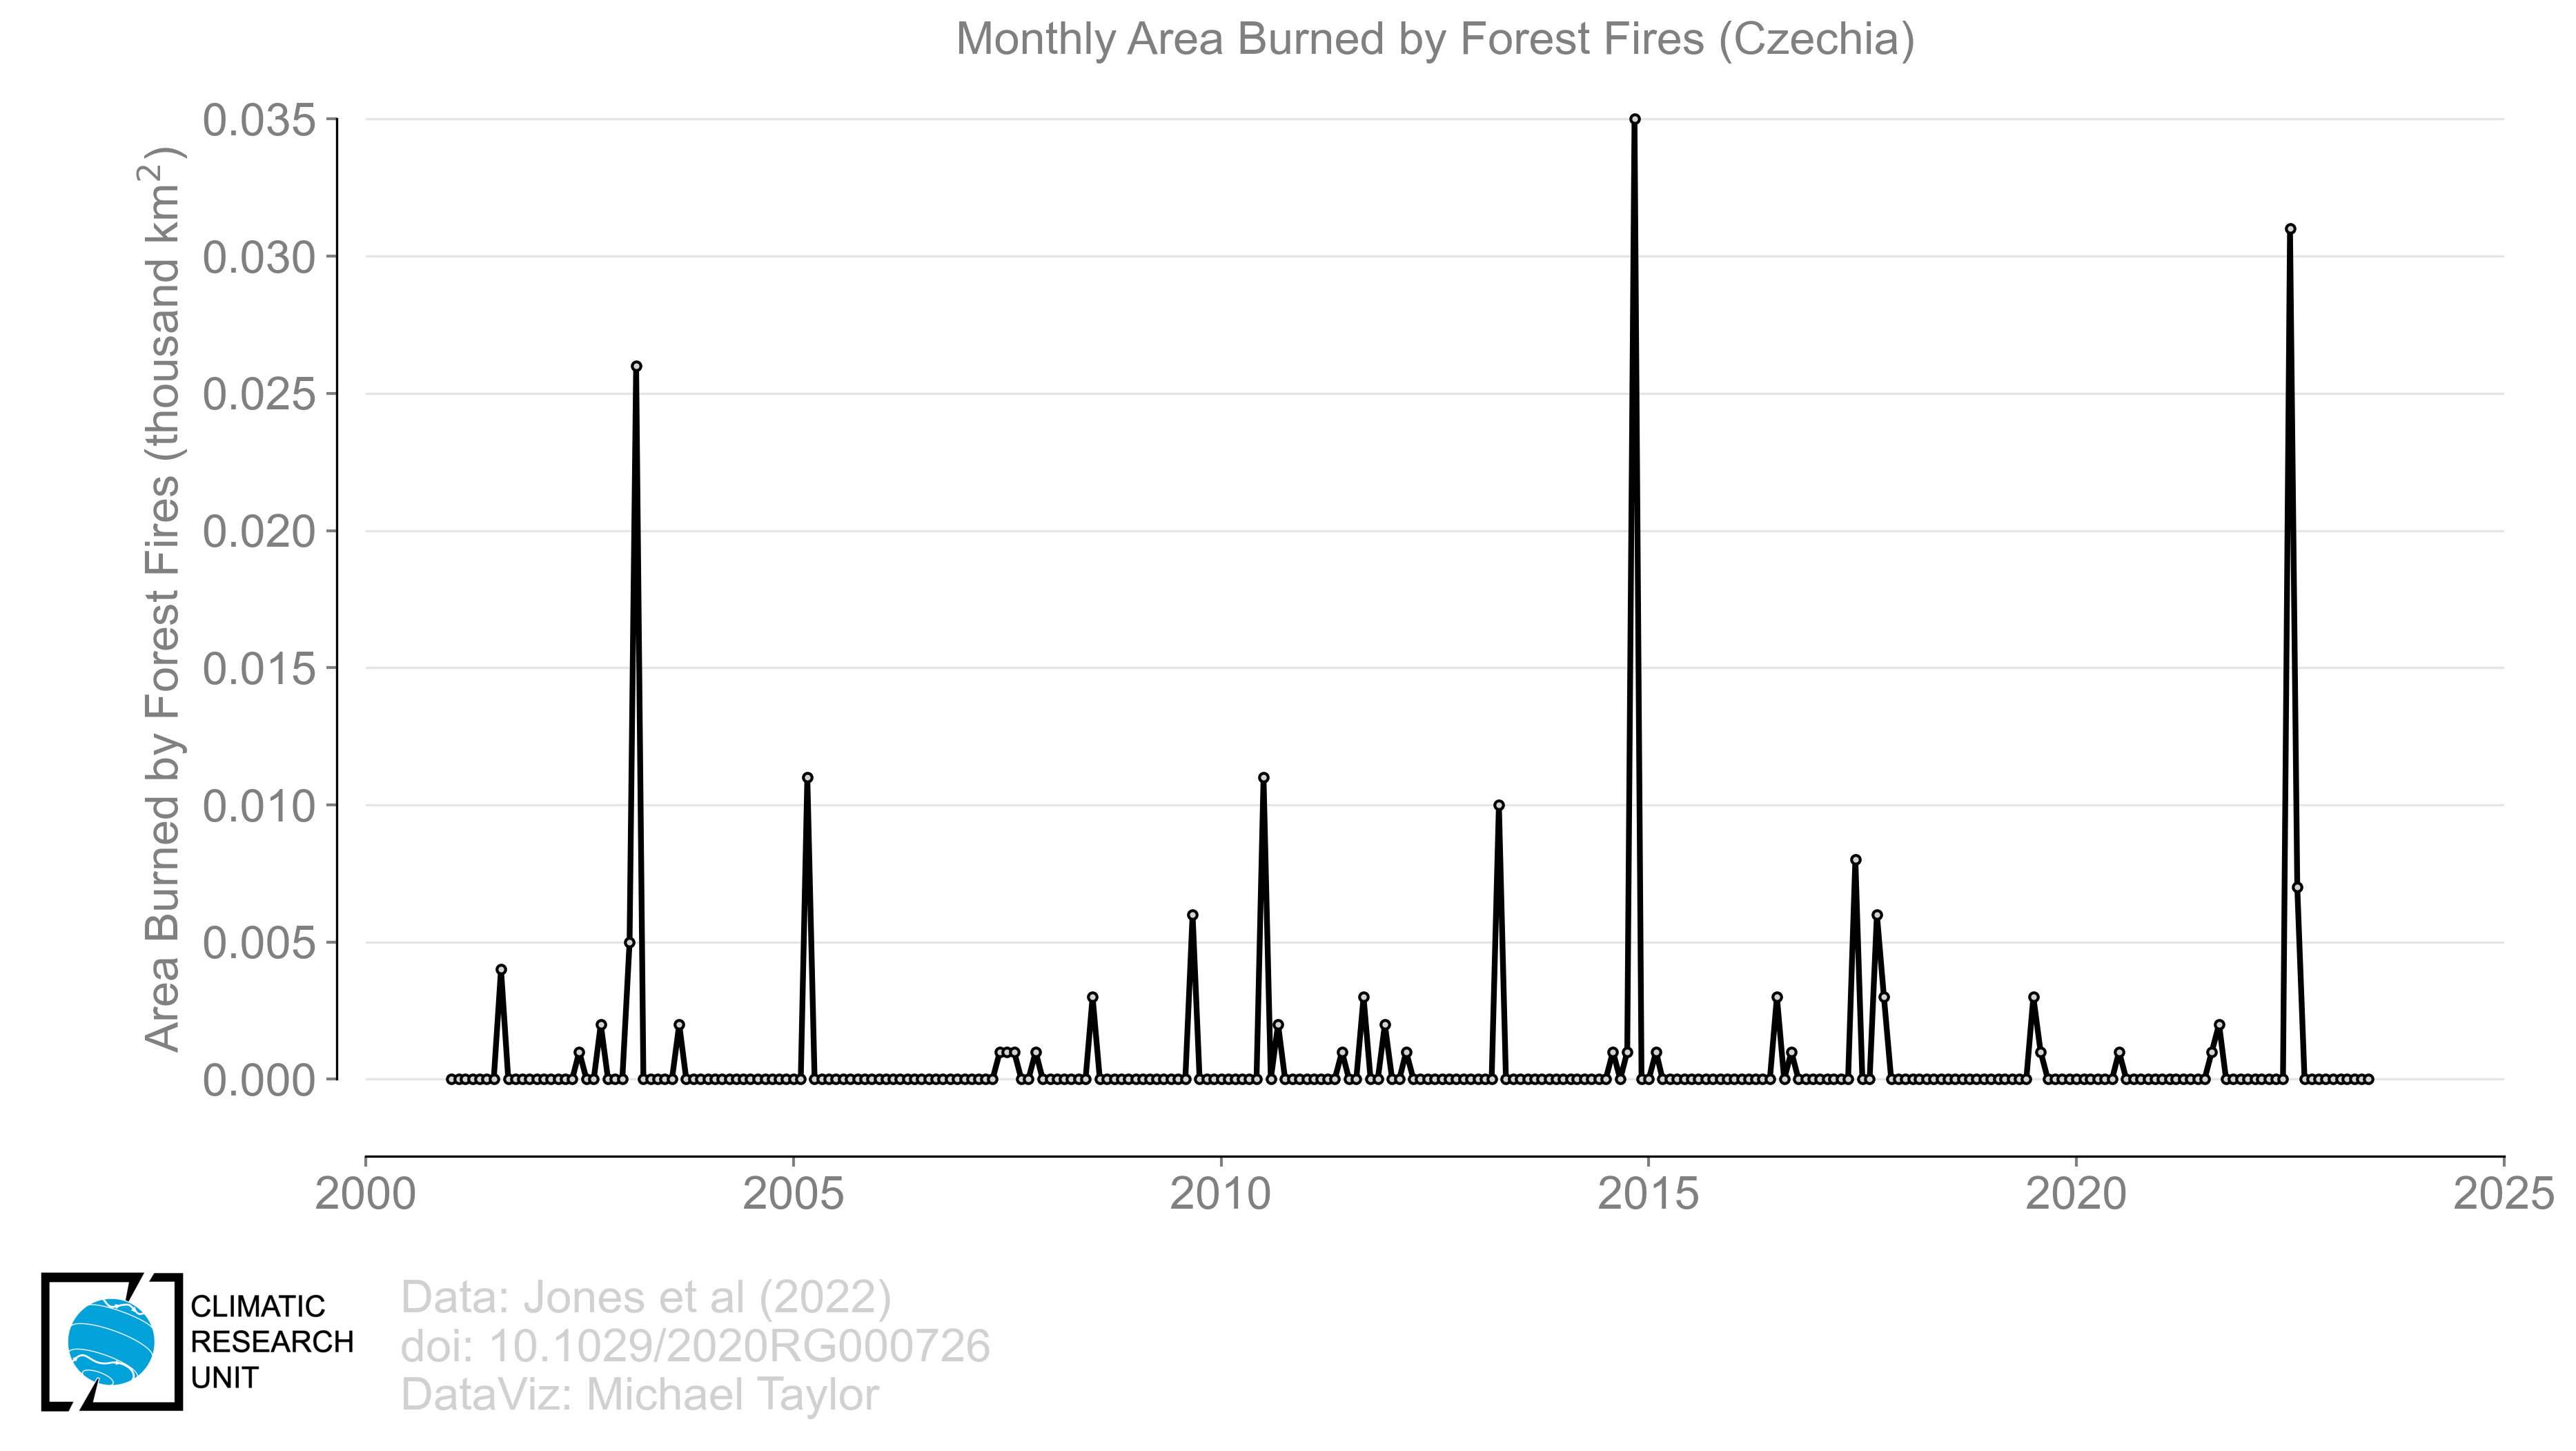 Monthly Area Burned by Forest Fires (Czechia)
Area Burned by Forest Fires (thousand km²)
0.035
0.030
0.025
0.020
0.015
0.010
0.005
0.000
2000 2005 2010 2015 2020 2025
CLIMATIC
RESEARCH
UNIT
Data: Jones et al (2022)
doi: 10.1029/2020RG000726
DataViz: Michael Taylor